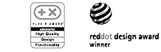 PLUS X AWARD
High Quality
Design
Functionality
reddot design award
winner